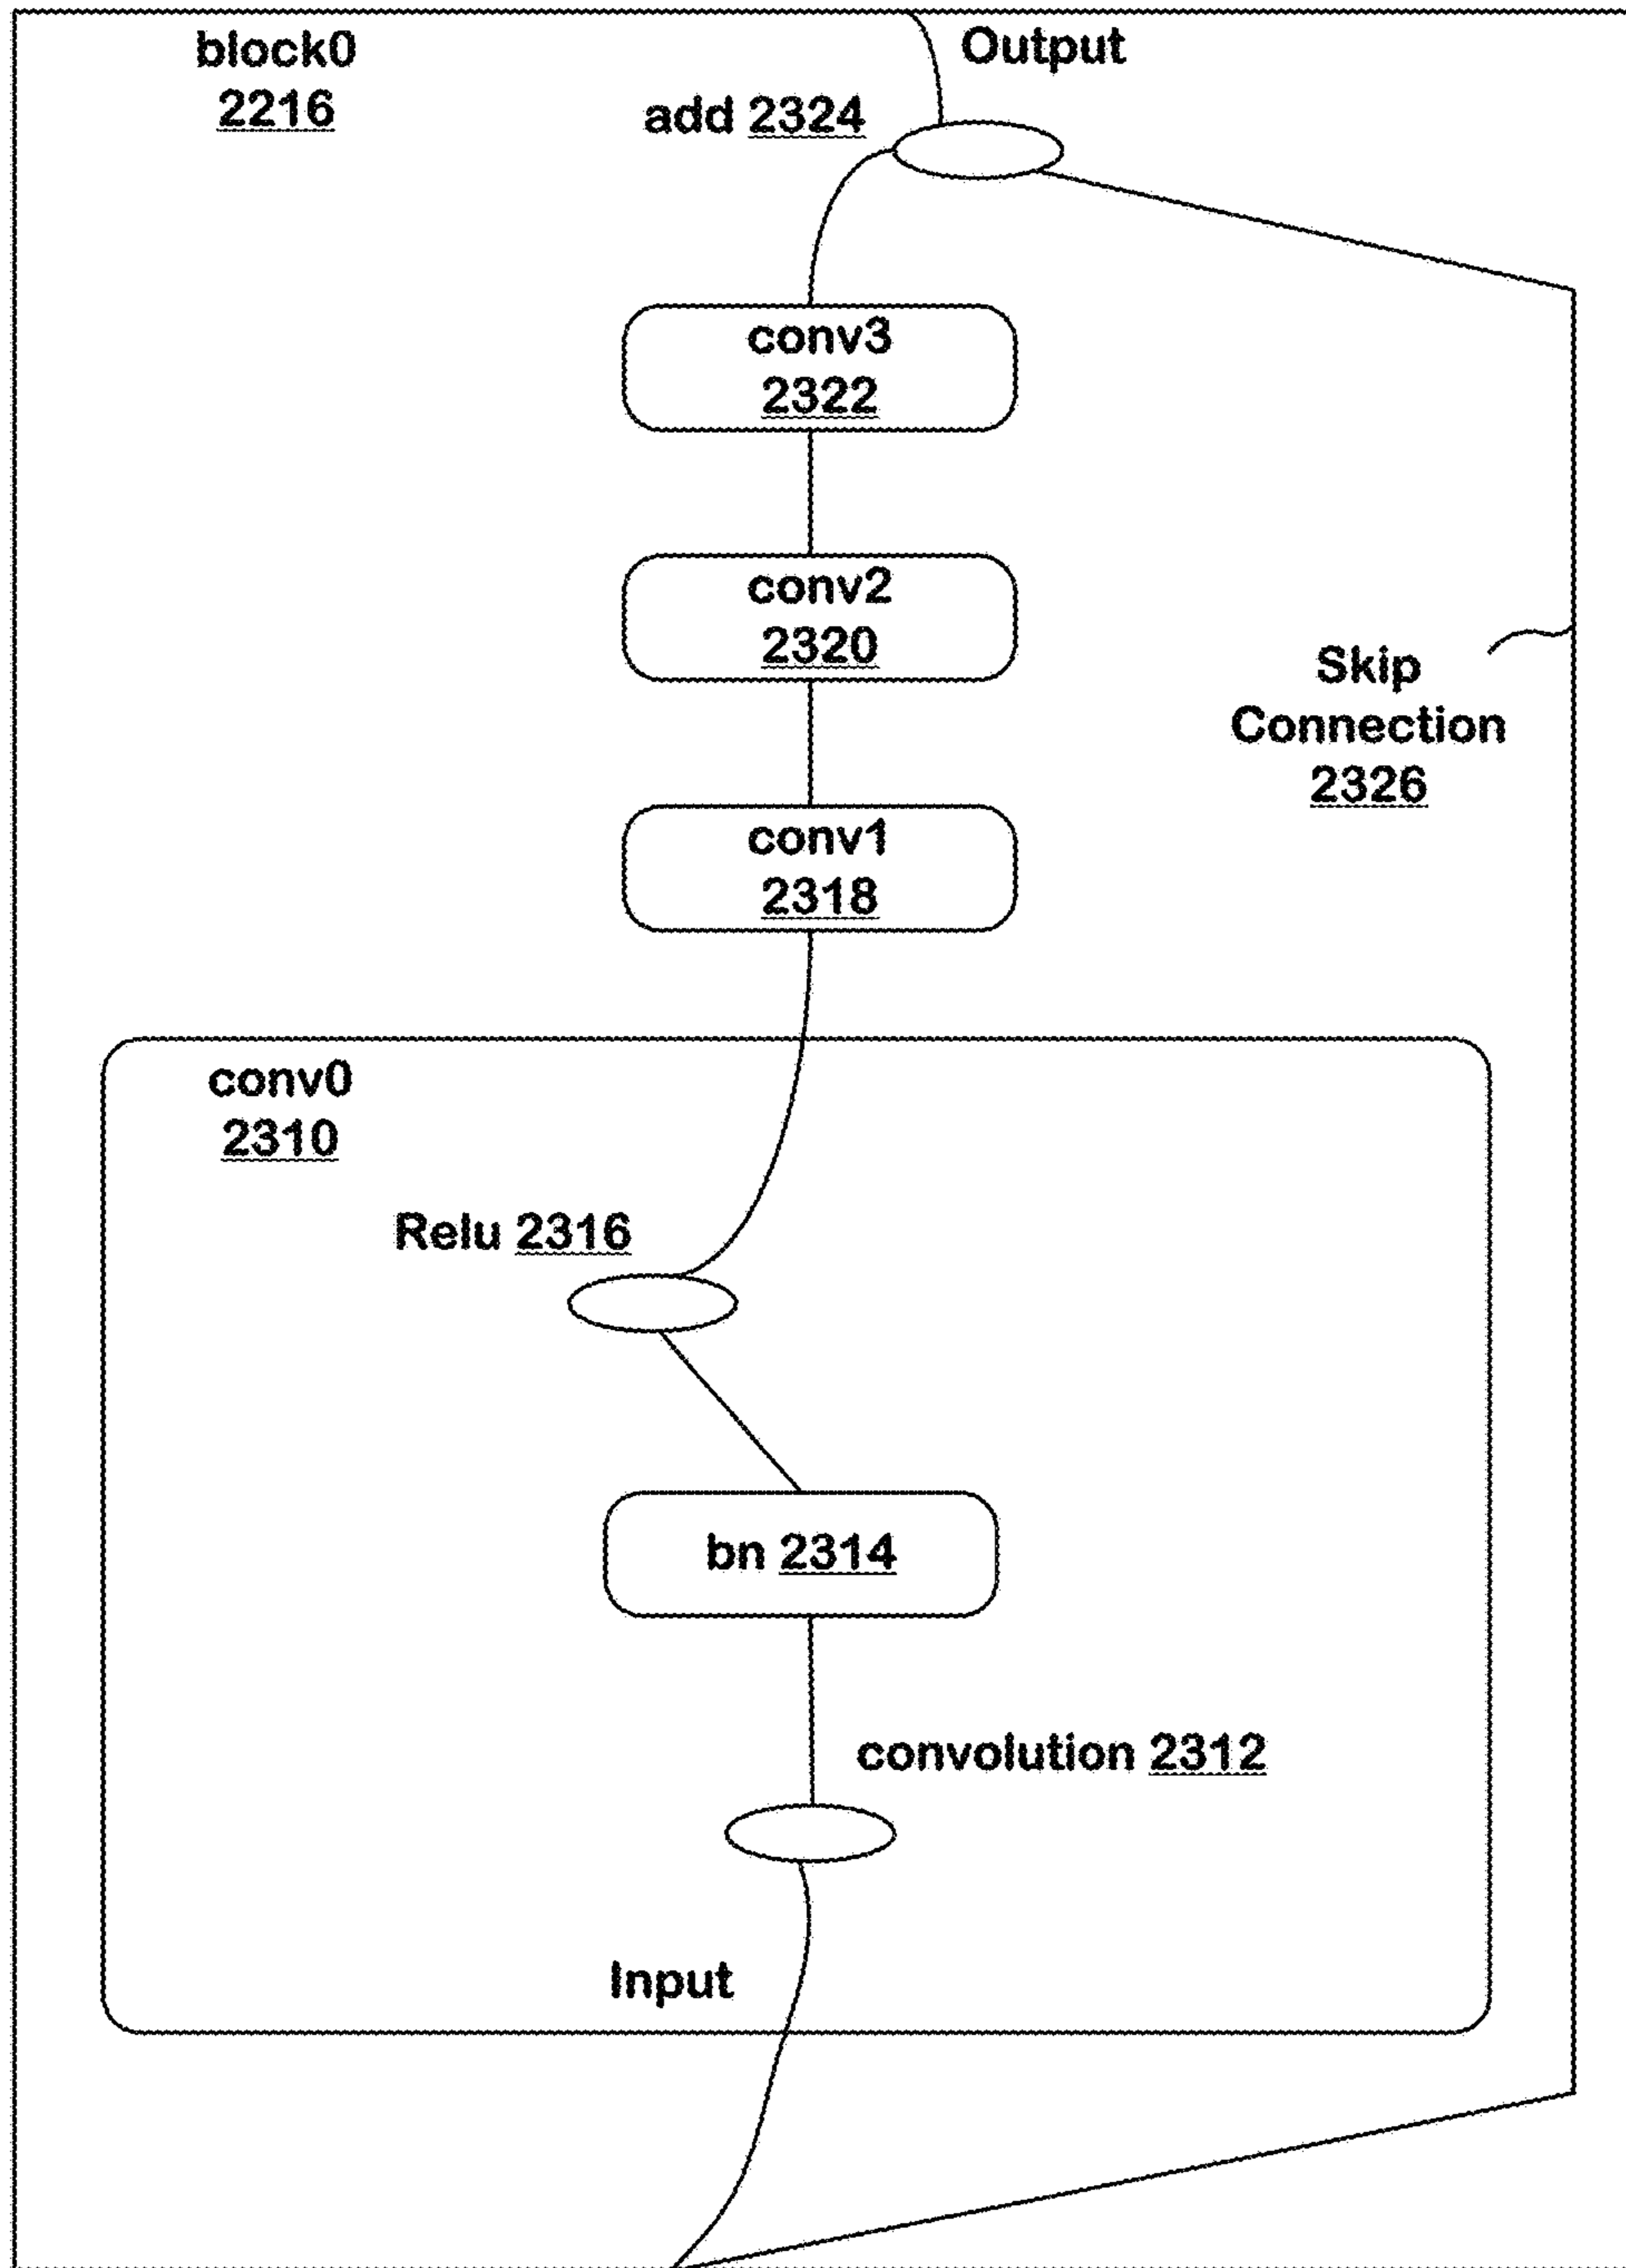 block0
2216
Output
add 2324
conv3
2322
conv2
2320
Skip
Connection
2326
conv1
2318
conv0
2310
Relu 2316
bn 2314
convolution 2312
Input